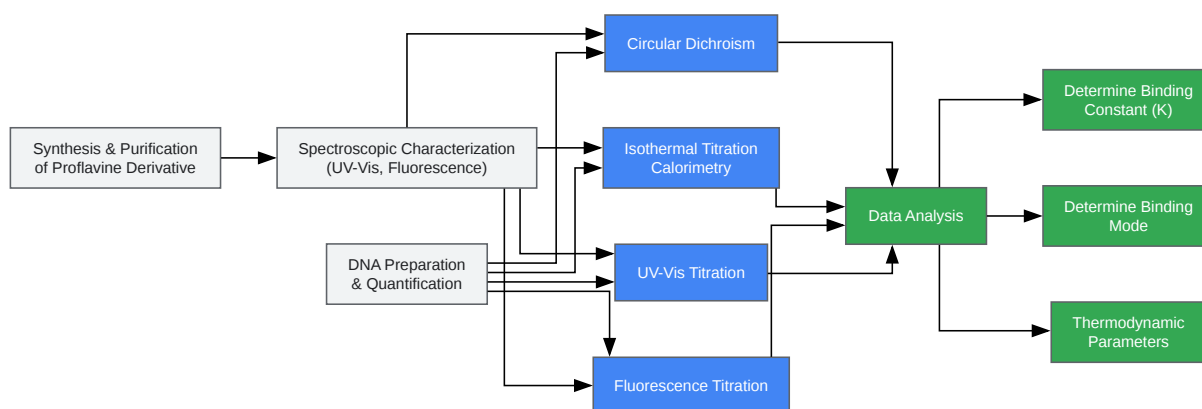 Synthesis & Purification
of Proflavine Derivative
Spectroscopic Characterization
(UV-Vis, Fluorescence)
DNA Preparation
& Quantification
Circular Dichroism
Isothermal Titration
Calorimetry
UV-Vis Titration
Fluorescence Titration
Data Analysis
Determine Binding
Constant (K)
Determine Binding
Mode
Thermodynamic
Parameters